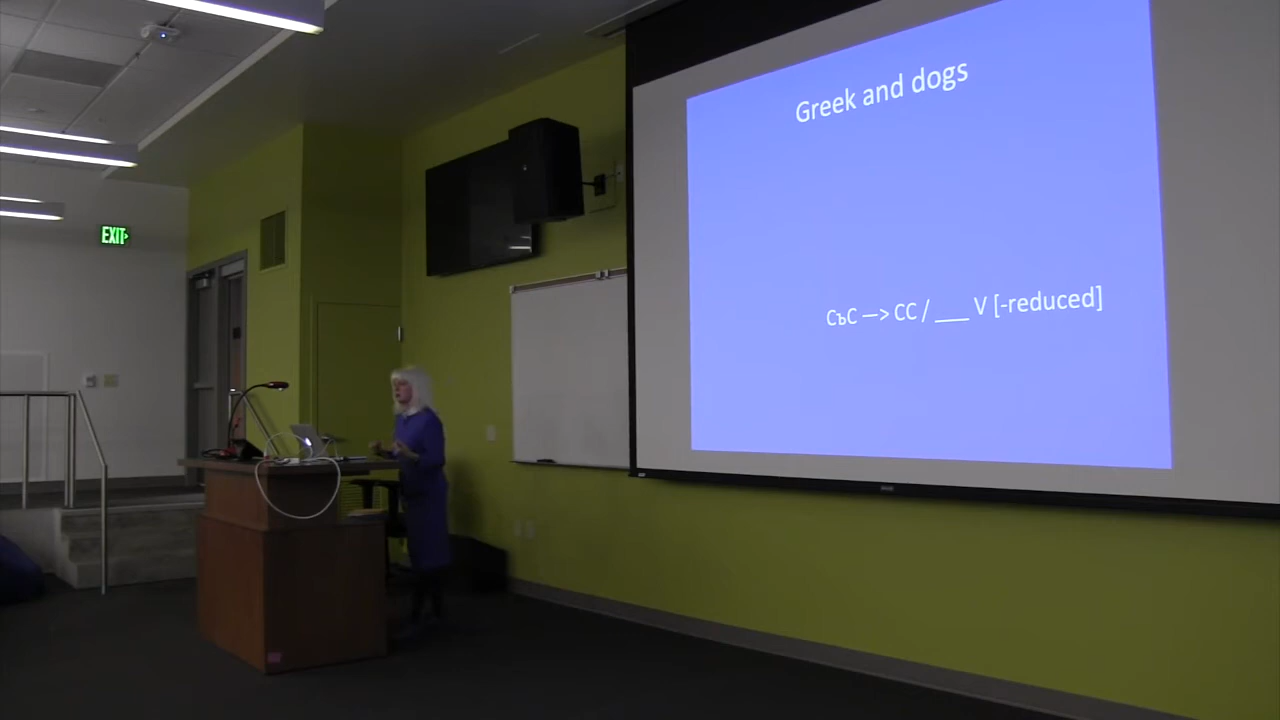 Greek and dogs
CъC —> CC / ___ V [-reduced]
EXIT